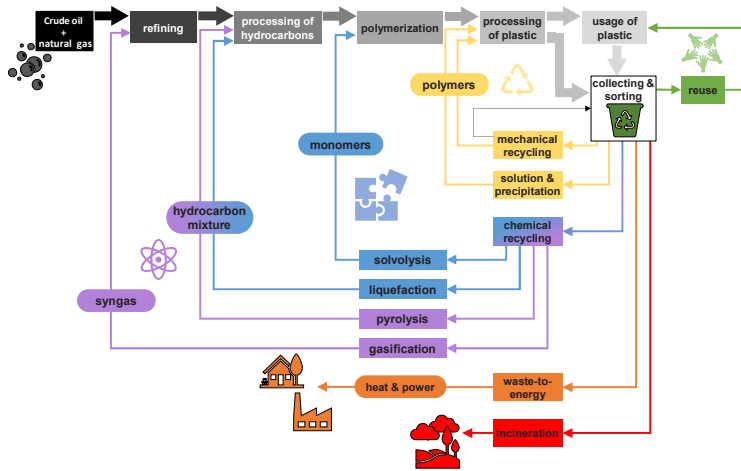 Crude oil
+
natural gas
refining
processing of
hydrocarbons
polymerization
processing
of plastic
usage of
plastic
collecting &
sorting
reuse
polymers
mechanical
recycling
solution &
precipitation
monomers
hydrocarbon
mixture
chemical
recycling
solvolysis
liquefaction
syngas
pyrolysis
gasification
heat & power
waste-to-
energy
incineration